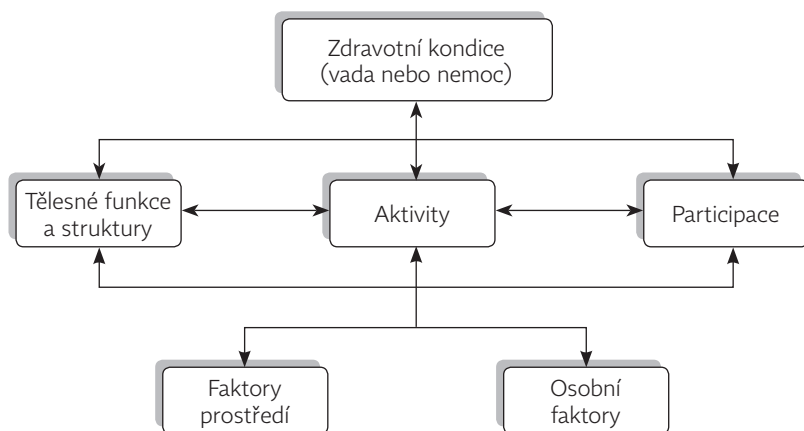 Zdravotní kondice
(vada nebo nemoc)
Tělesné funkce
a struktury
Aktivity
Participace
Faktory
prostředí
Osobní
faktory